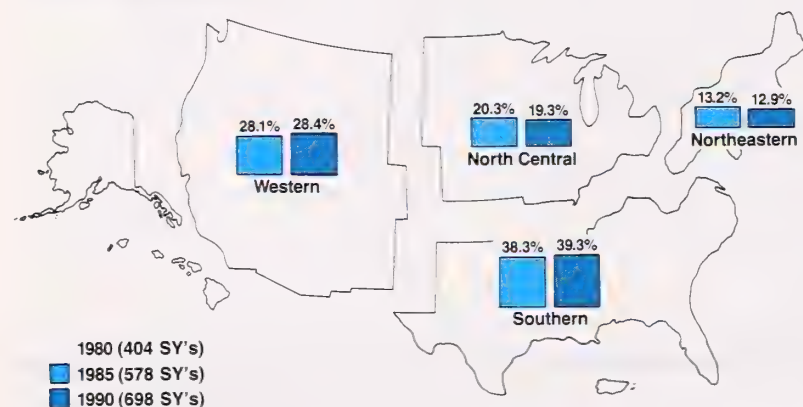 13.2% 12.9%
Northeastern
20.3% 19.3%
North Central
28.1% 28.4%
Western
38.3% 39.3%
Southern
1980 (404 SY's)
1985 (578 SY's)
1990 (698 SY's)